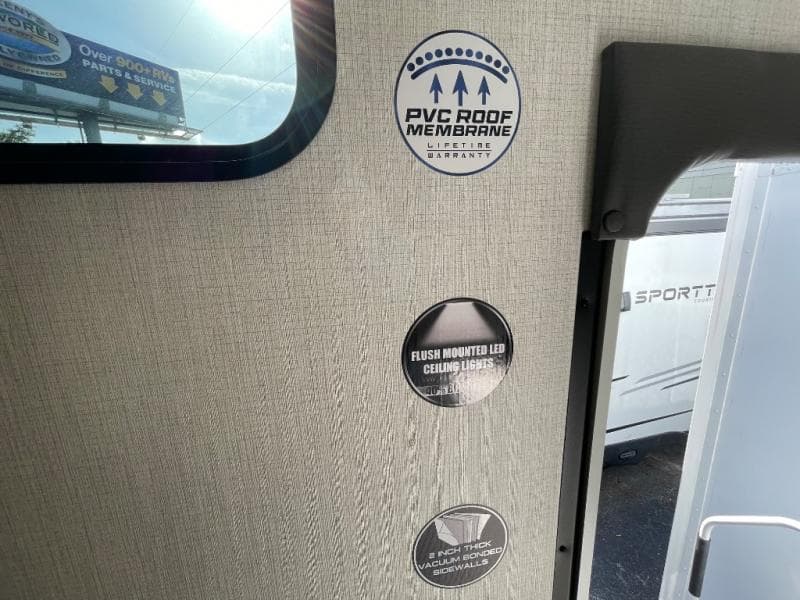 WORLD
Over 900+ RVs
PARTS & SERVICE
PVC ROOF
MEMBRANE
LIFETIME
WARRANTY
SPORTT
FLUSH MOUNTED LED
CEILING LIGHTS
2 INCH THICK
VACUUM BONDED
SIDEWALLS